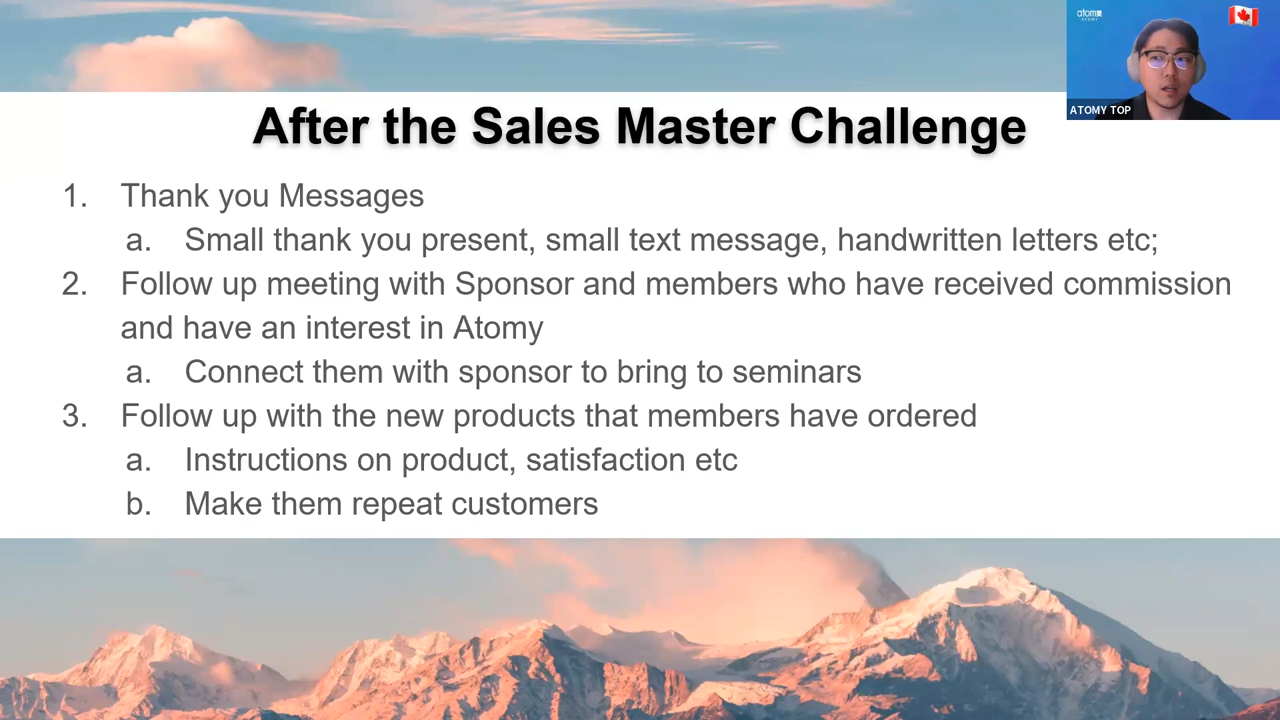 atom
After the Sales Master Challenge
ATOMY TOP
1. Thank you Messages
a. Small thank you present, small text message, handwritten letters etc;
2. Follow up meeting with Sponsor and members who have received commission
and have an interest in Atomy
a. Connect them with sponsor to bring to seminars
3. Follow up with the new products that members have ordered
a. Instructions on product, satisfaction etc
b. Make them repeat customers